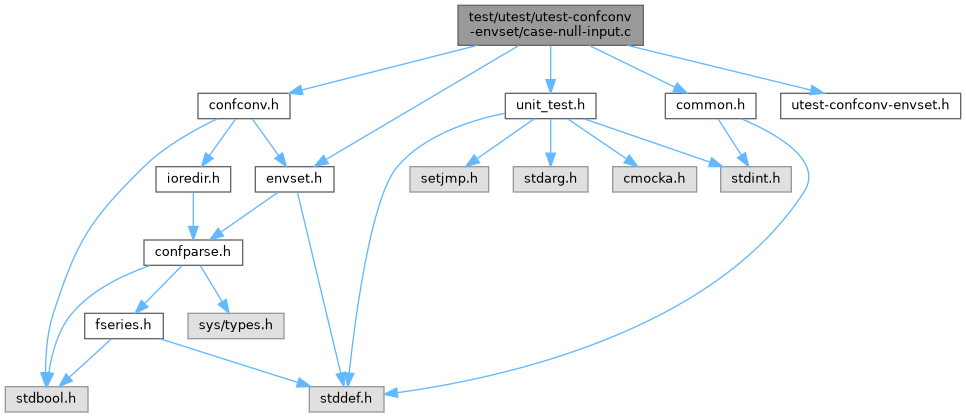 test/utest/utest-confconv
-envset/case-null-input.c
confconv.h
unit_test.h
common.h
utest-confconv-envset.h
ioredir.h
envset.h
setjmp.h
stdarg.h
cmocka.h
stdint.h
confparse.h
fseries.h
sys/types.h
stdbool.h
stddef.h